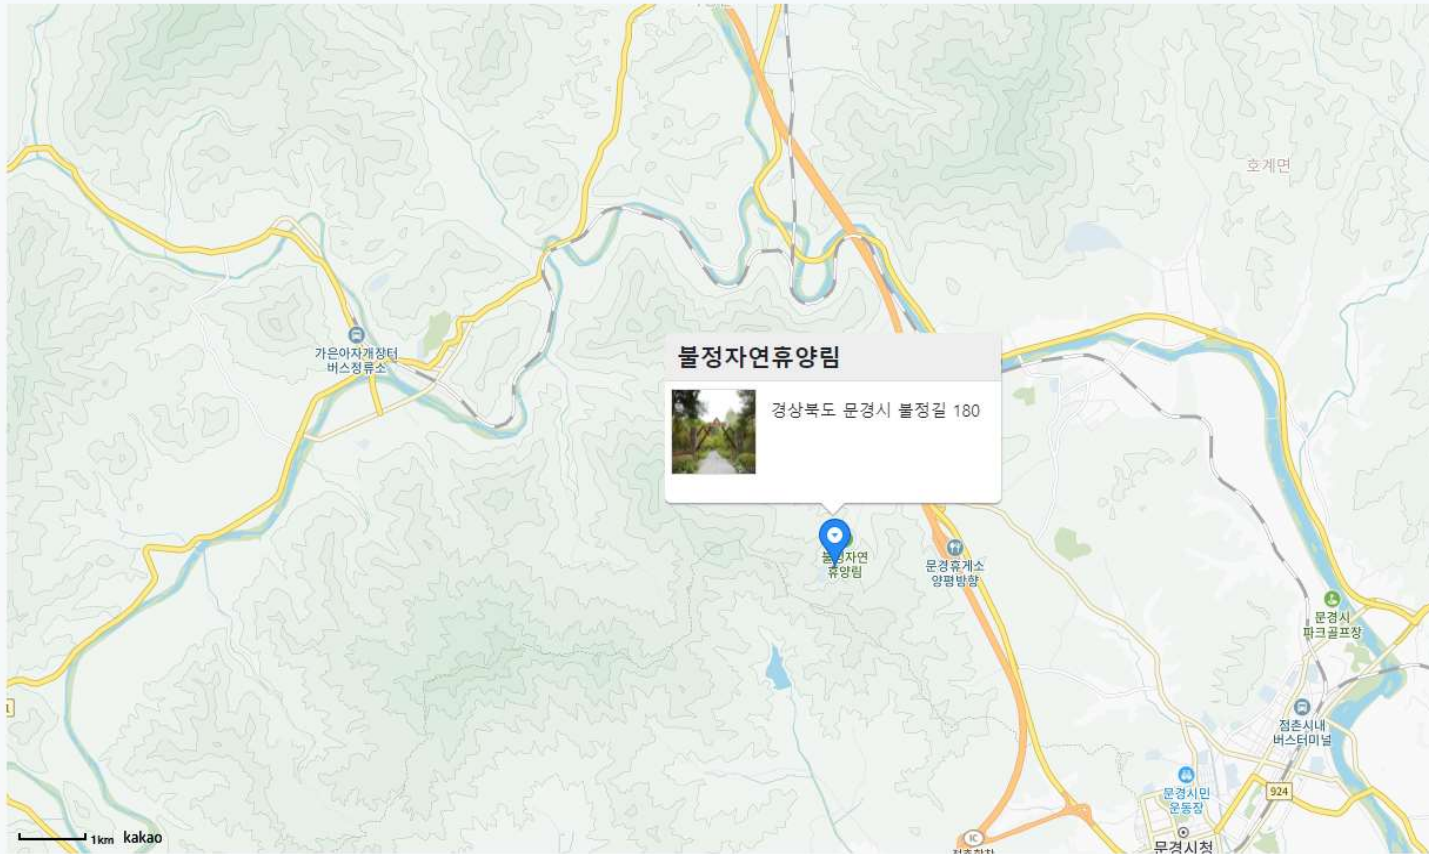 호계면
가은아자개장터
버스정류소
불정자연휴양림
경상북도 문경시 불정길 180
불정자연
휴양림
문경휴게소
양평방향
문경시
파크골프장
점촌시내
버스터미널
문경시민
운동장
924
1km kakao
IC
문경시청